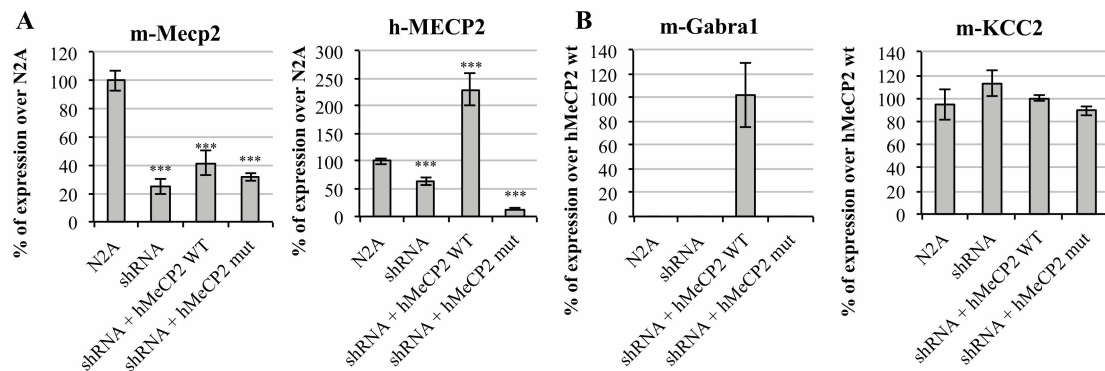 A
m-Mecp2
% of expression over N2A
120
100
80
60
40
20
0
***
***
***
N2A
shRNA
shRNA + hMeCP2 WT
shRNA + hMeCP2 mut
h-MECP2
% of expression over N2A
300
250
200
150
100
50
0
***
***
***
N2A
shRNA
shRNA + hMeCP2 WT
shRNA + hMeCP2 mut
B
m-Gabra1
% of expression over hMeCP2 wt
140
120
100
80
60
40
20
0
N2A
shRNA
shRNA + hMeCP2 WT
shRNA + hMeCP2 mut
m-KCC2
% of expression over hMeCP2 wt
140
120
100
80
60
40
20
0
N2A
shRNA
shRNA + hMeCP2 WT
shRNA + hMeCP2 mut